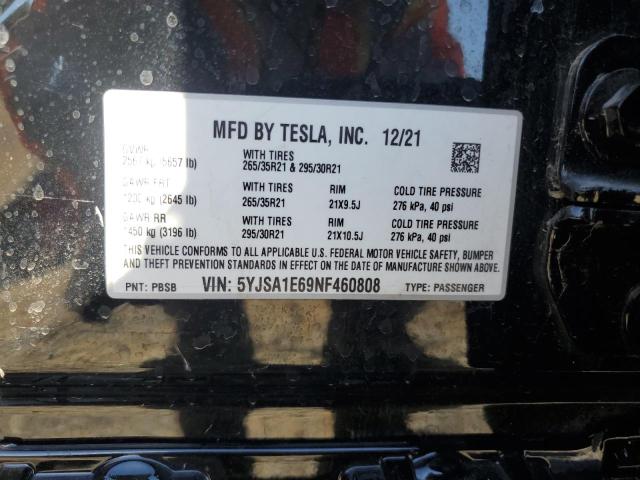 MFD BY TESLA, INC. 12/21
GVWR WITH TIRES
kg (5657 lb) 265/35R21 & 295/30R21
GAWR FRT WITH TIRES RIM COLD TIRE PRESSURE
1200 kg (2645 lb) 265/35R21 21X9.5J 276 kPa, 40 psi
GAWR RR WITH TIRES RIM COLD TIRE PRESSURE
1450 kg (3196 lb) 295/30R21 21X10.5J 276 kPa, 40 psi
THIS VEHICLE CONFORMS TO ALL APPLICABLE U.S. FEDERAL MOTOR VEHICLE SAFETY, BUMPER
AND THEFT PREVENTION STANDARDS IN EFFECT ON THE DATE OF MANUFACTURE SHOWN ABOVE.
PNT: PBSB VIN: 5YJSA1E69NF460808 TYPE: PASSENGER